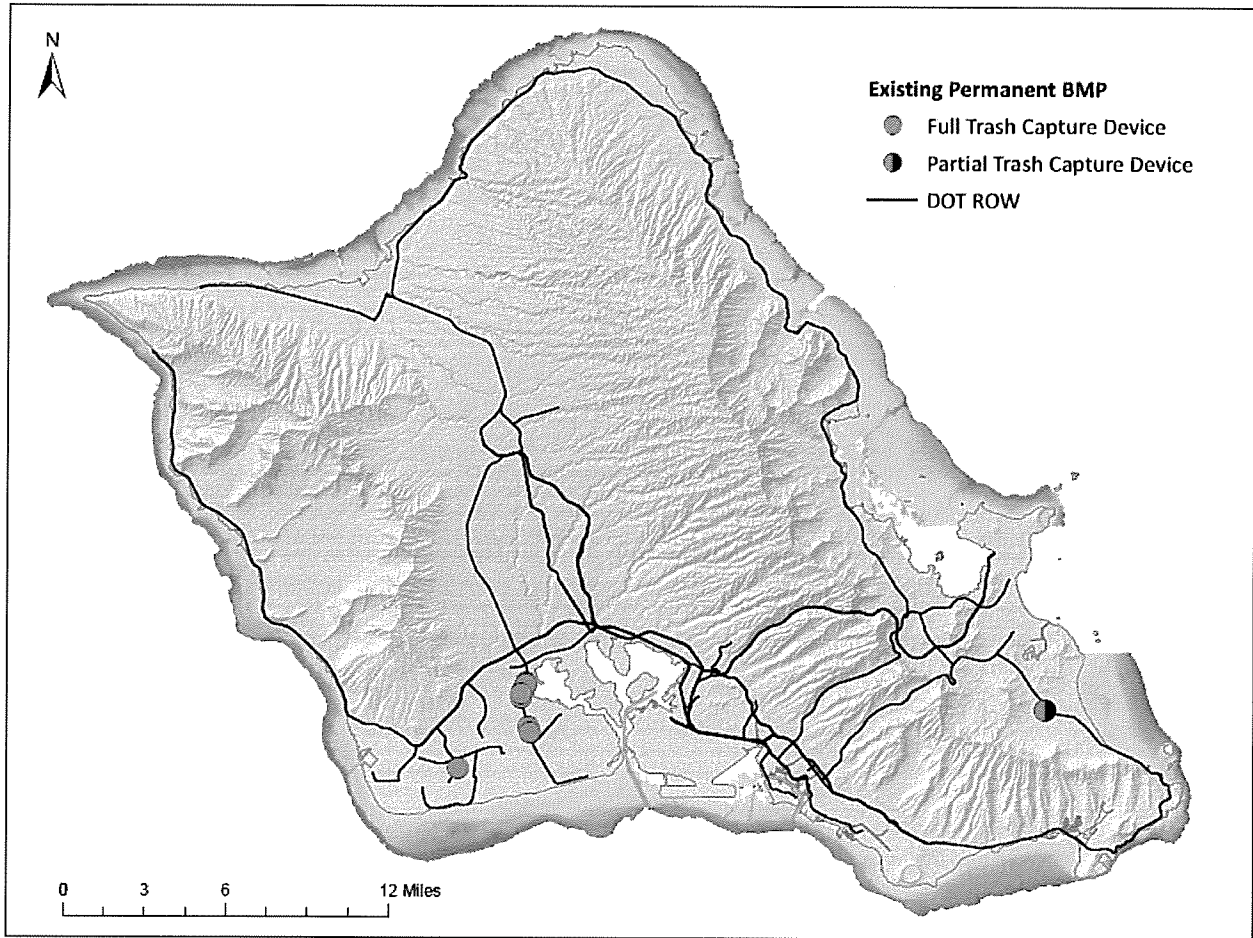 N
Existing Permanent BMP
Full Trash Capture Device
Partial Trash Capture Device
DOT ROW
0 3 6 12 Miles